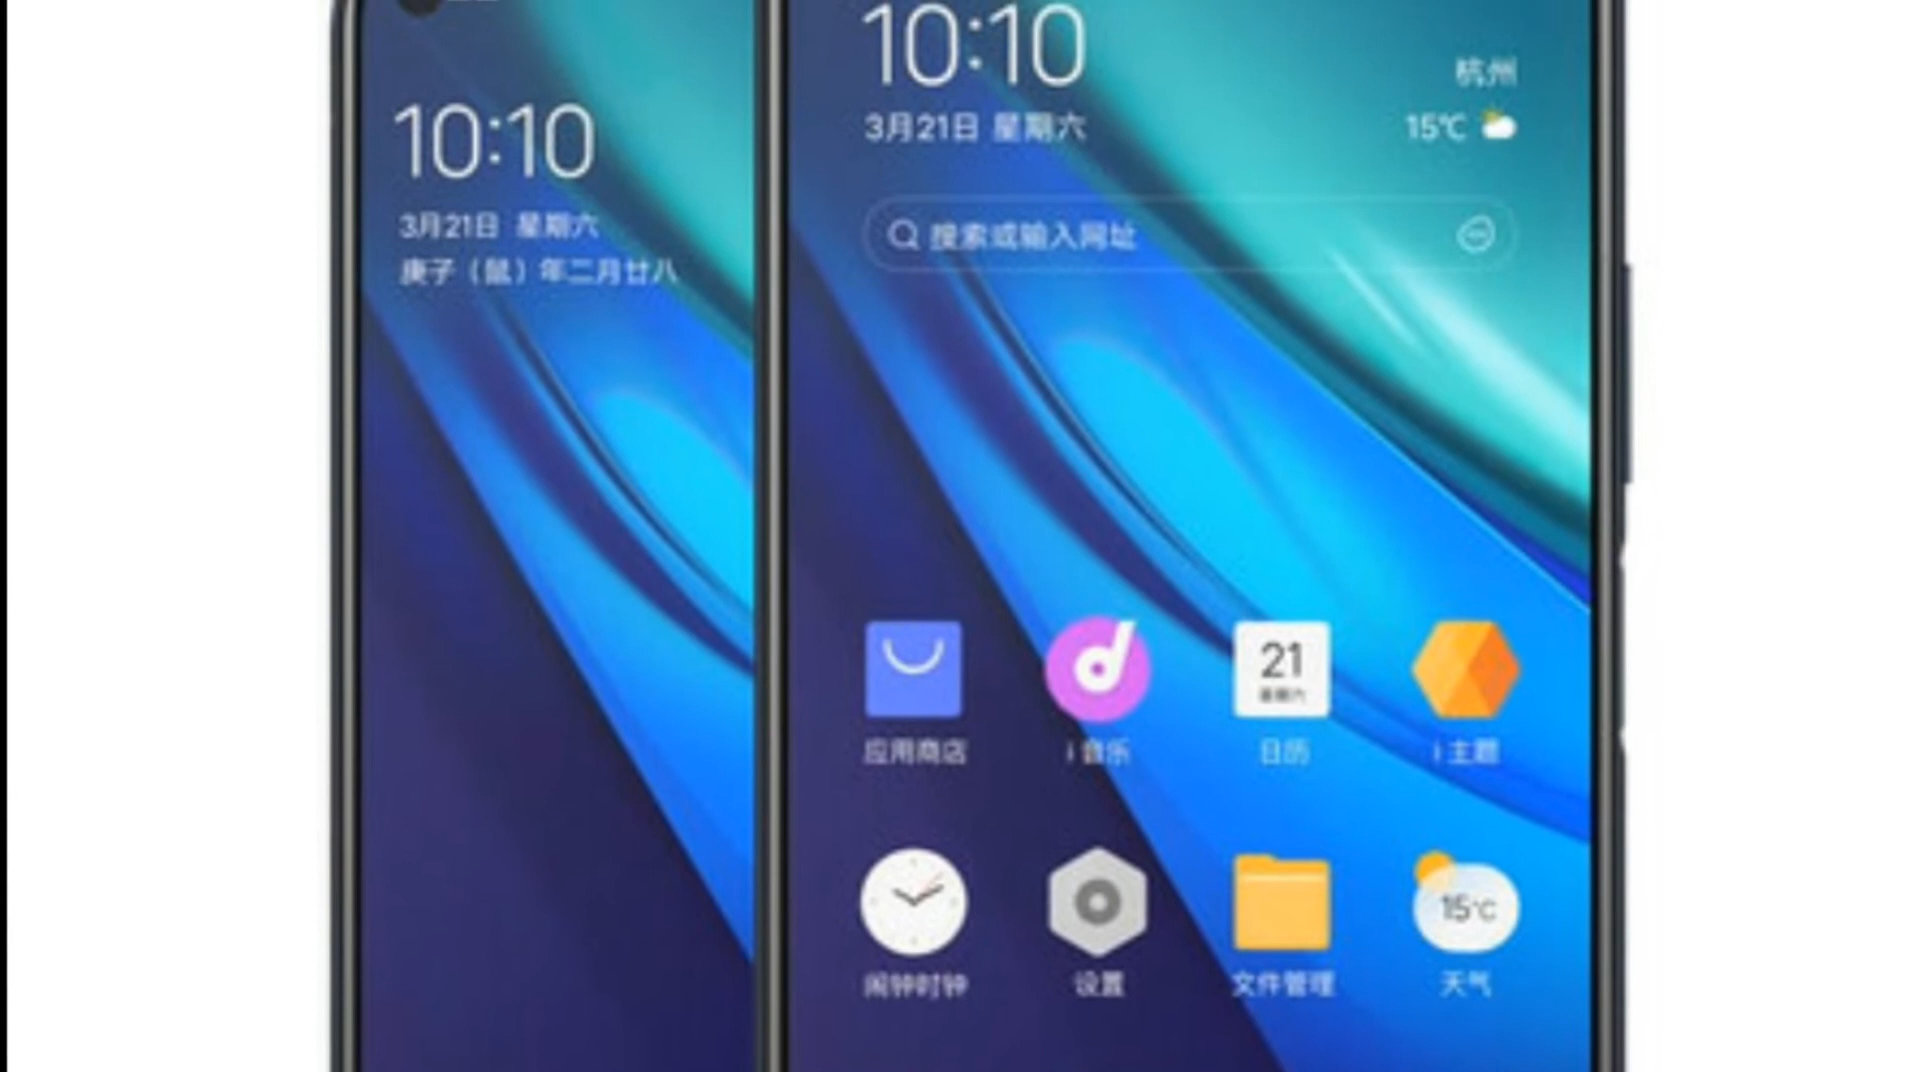 10:10
3月21日 星期六
庚子（鼠）年二月廿八
10:10
3月21日 星期六
杭州
15℃
搜索或输入网址
21
星期六
应用商店
i 音乐
日历
i 主题
15℃
闹钟时钟
设置
文件管理
天气